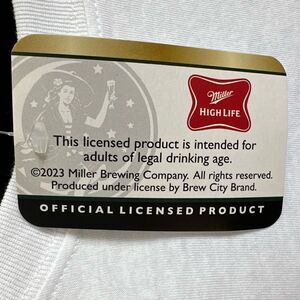 Miller
HIGH LIFE
This licensed product is intended for
adults of legal drinking age.
©2023 Miller Brewing Company. All rights reserved.
Produced under license by Brew City Brand.
OFFICIAL LICENSED PRODUCT